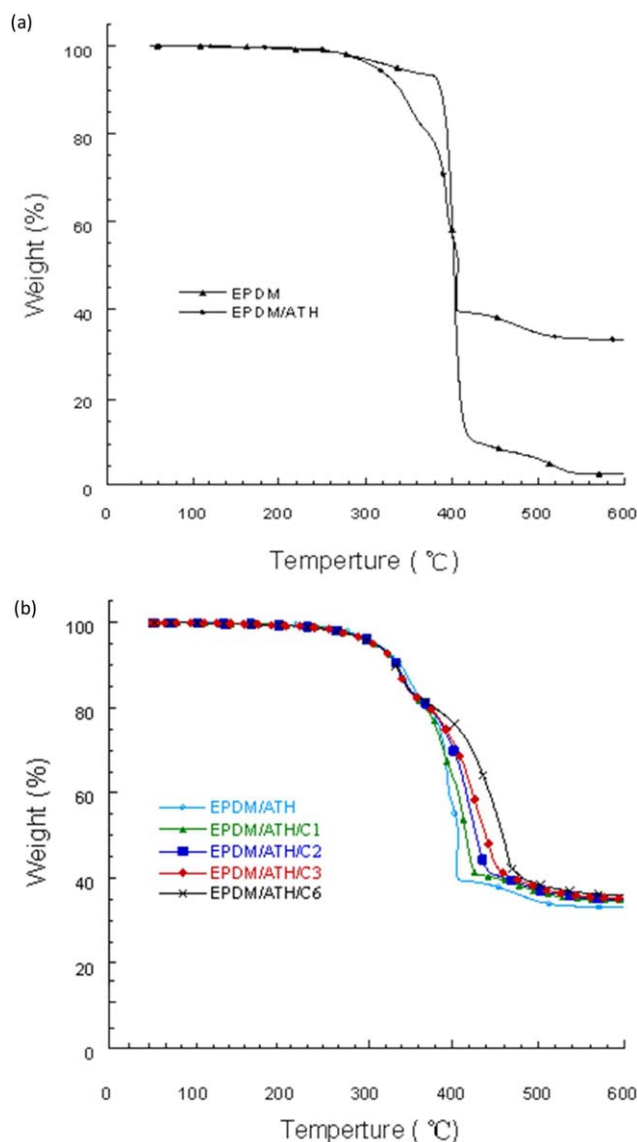 (a)
100
80
60
40
20
0
Weight (%)
EPDM
EPDM/ATH
0 100 200 300 400 500 600
Temperture ( ℃)
(b)
100
80
60
40
20
0
Weight (%)
EPDM/ATH
EPDM/ATH/C1
EPDM/ATH/C2
EPDM/ATH/C3
EPDM/ATH/C6
0 100 200 300 400 500 600
Temperture ( ℃)